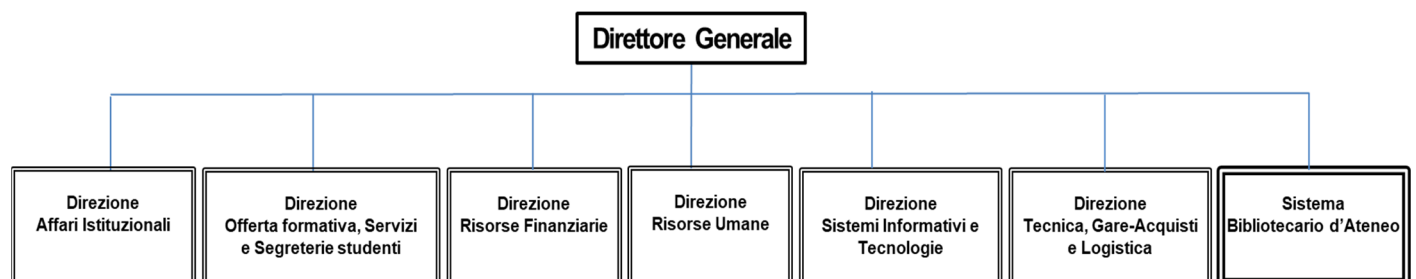 Direttore Generale
Direzione
Affari Istituzionali
Direzione
Offerta formativa, Servizi
e Segreterie studenti
Direzione
Risorse Finanziarie
Direzione
Risorse Umane
Direzione
Sistemi Informativi e
Tecnologie
Direzione
Tecnica, Gare-Acquisti
e Logistica
Sistema
Bibliotecario d'Ateneo